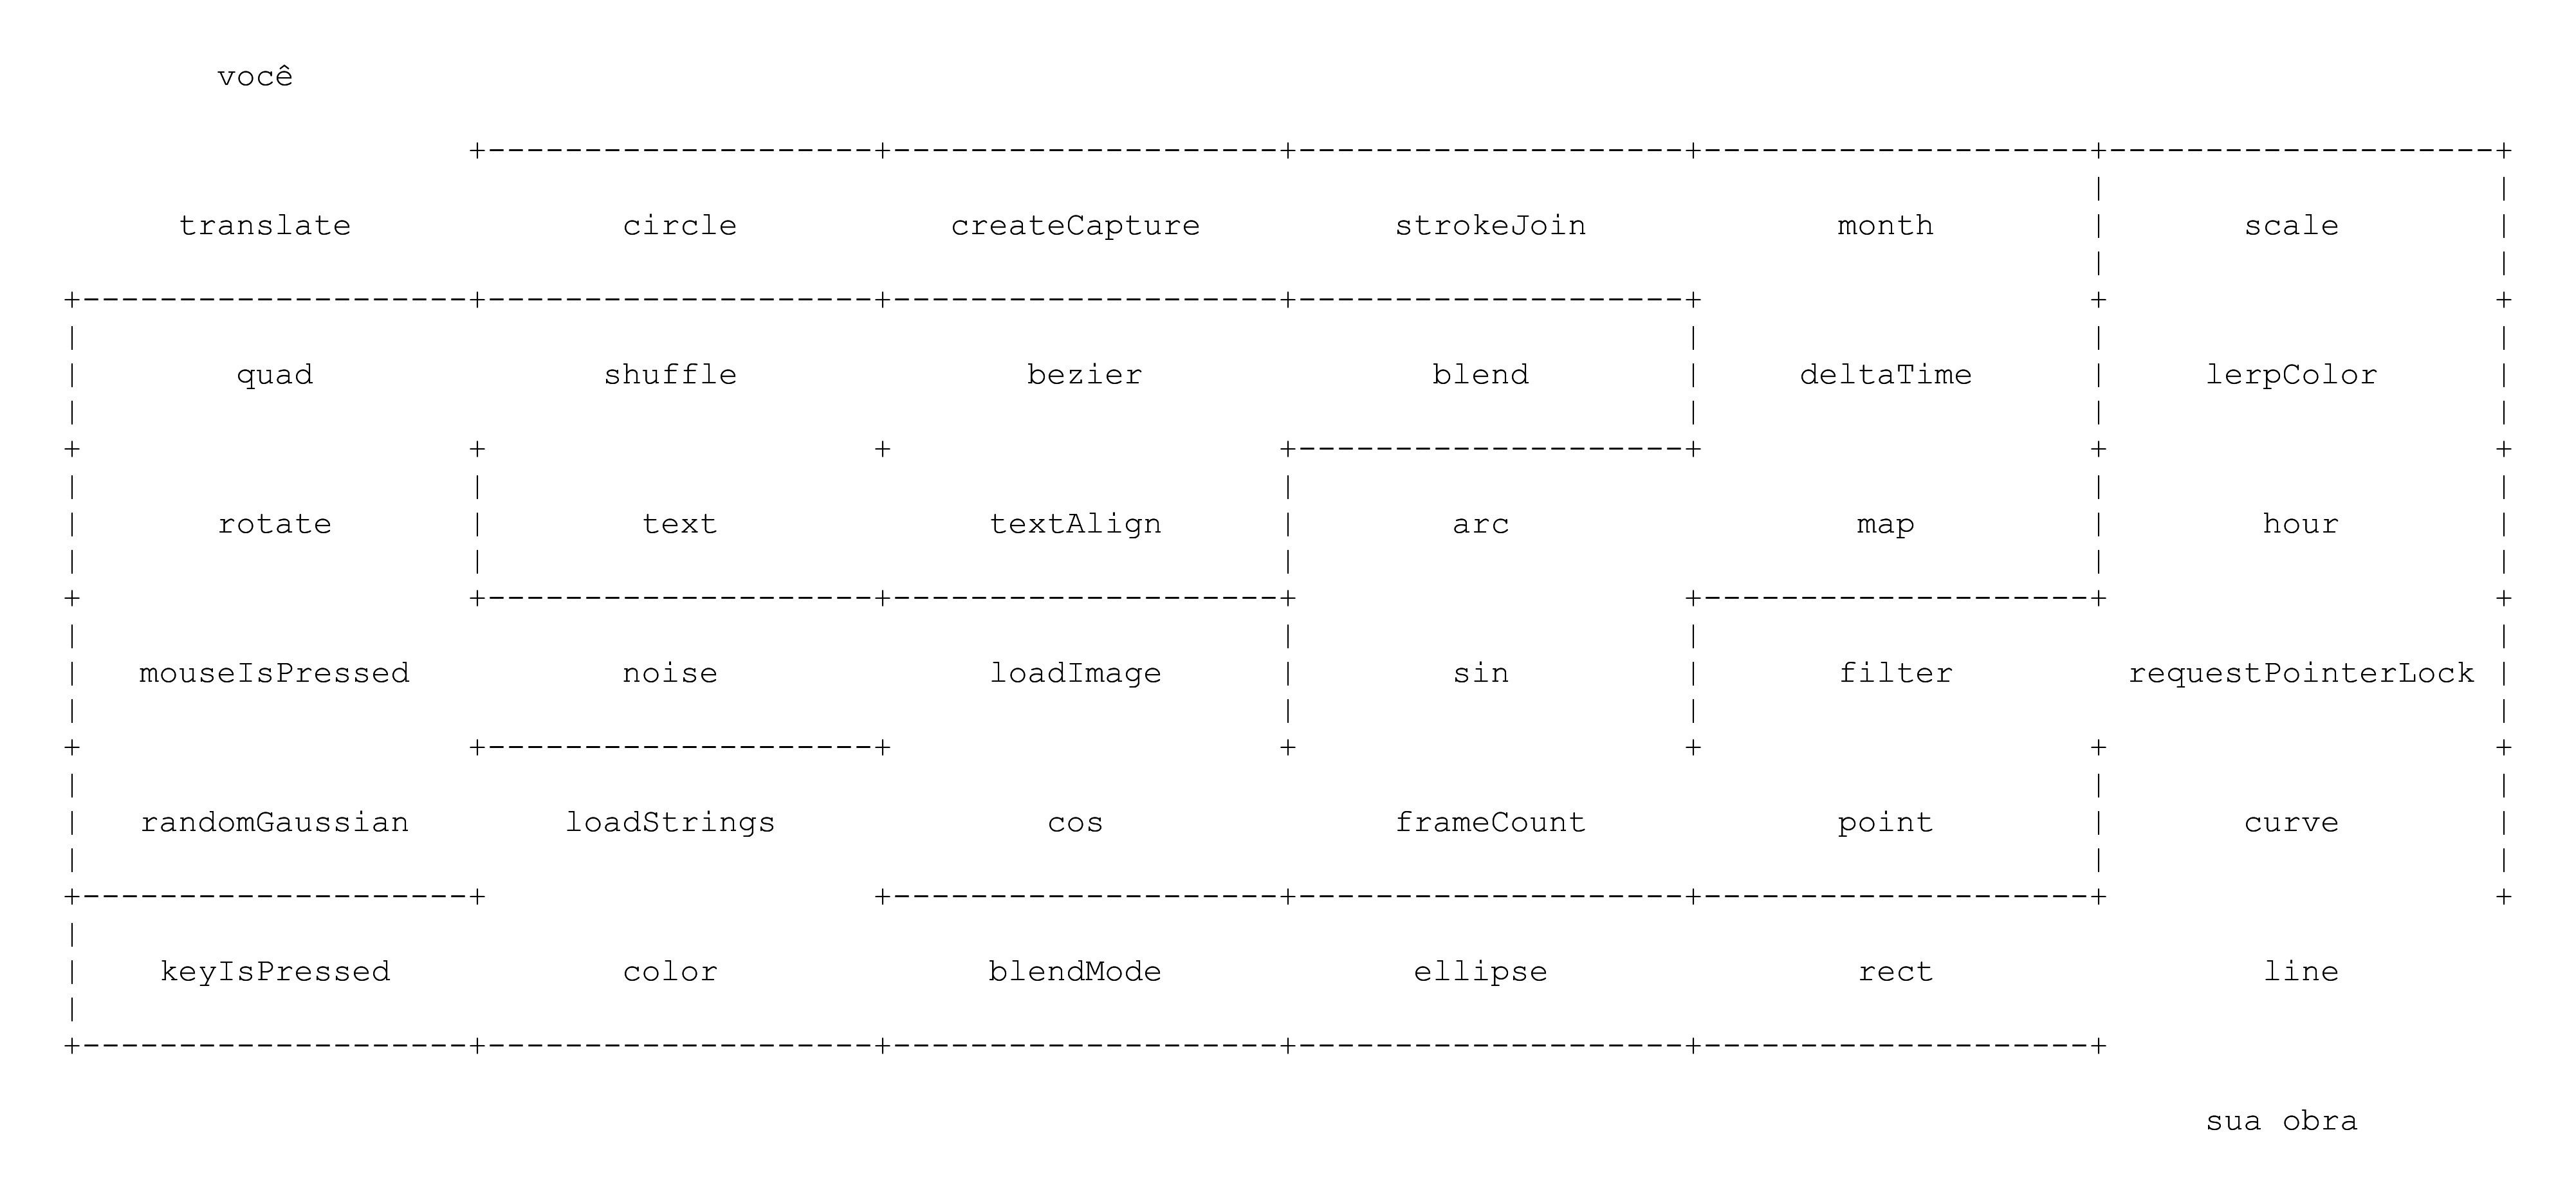 você
translate circle createCapture strokeJoin month scale
quad shuffle bezier blend deltaTime lerpColor
rotate text textAlign arc map hour
mouseIsPressed noise loadImage sin filter requestPointerLock
randomGaussian loadStrings cos frameCount point curve
keyIsPressed color blendMode ellipse rect line
sua obra